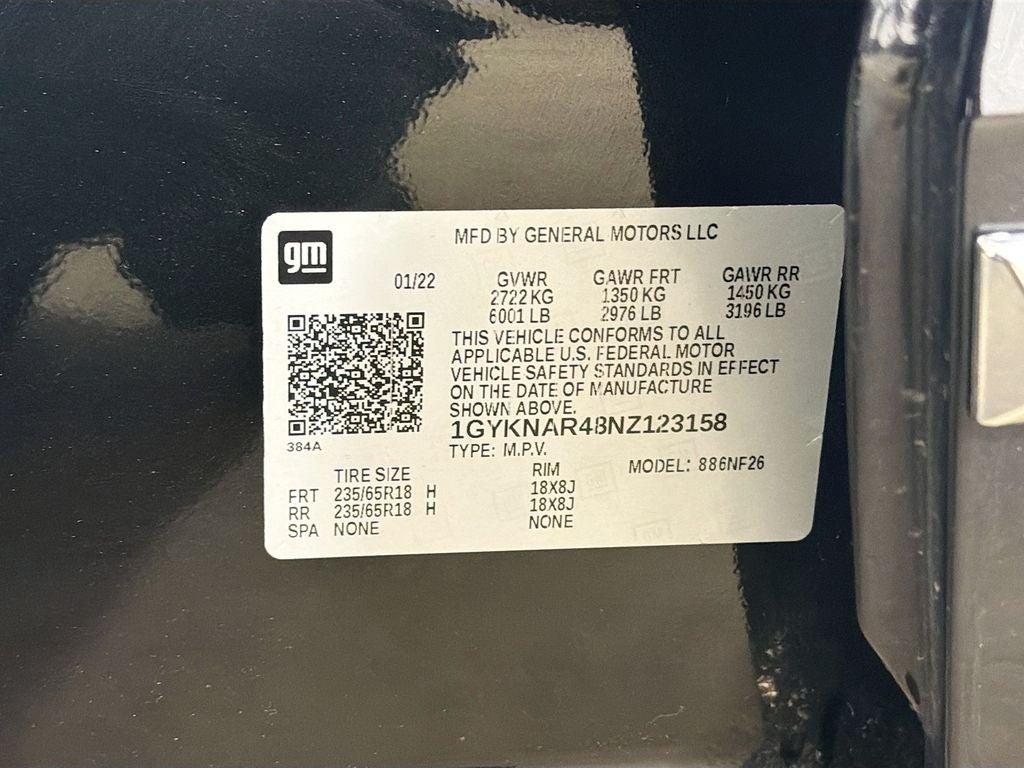 gm
MFD BY GENERAL MOTORS LLC
01/22 GVWR GAWR FRT GAWR RR
2722 KG 1350 KG 1450 KG
6001 LB 2976 LB 3196 LB
THIS VEHICLE CONFORMS TO ALL
APPLICABLE U.S. FEDERAL MOTOR
VEHICLE SAFETY STANDARDS IN EFFECT
ON THE DATE OF MANUFACTURE
SHOWN ABOVE.
384A
1GYKNAR48NZ123158
TYPE: M.P.V.
TIRE SIZE RIM MODEL: 886NF26
FRT 235/65R18 H 18X8J
RR 235/65R18 H 18X8J
SPA NONE NONE